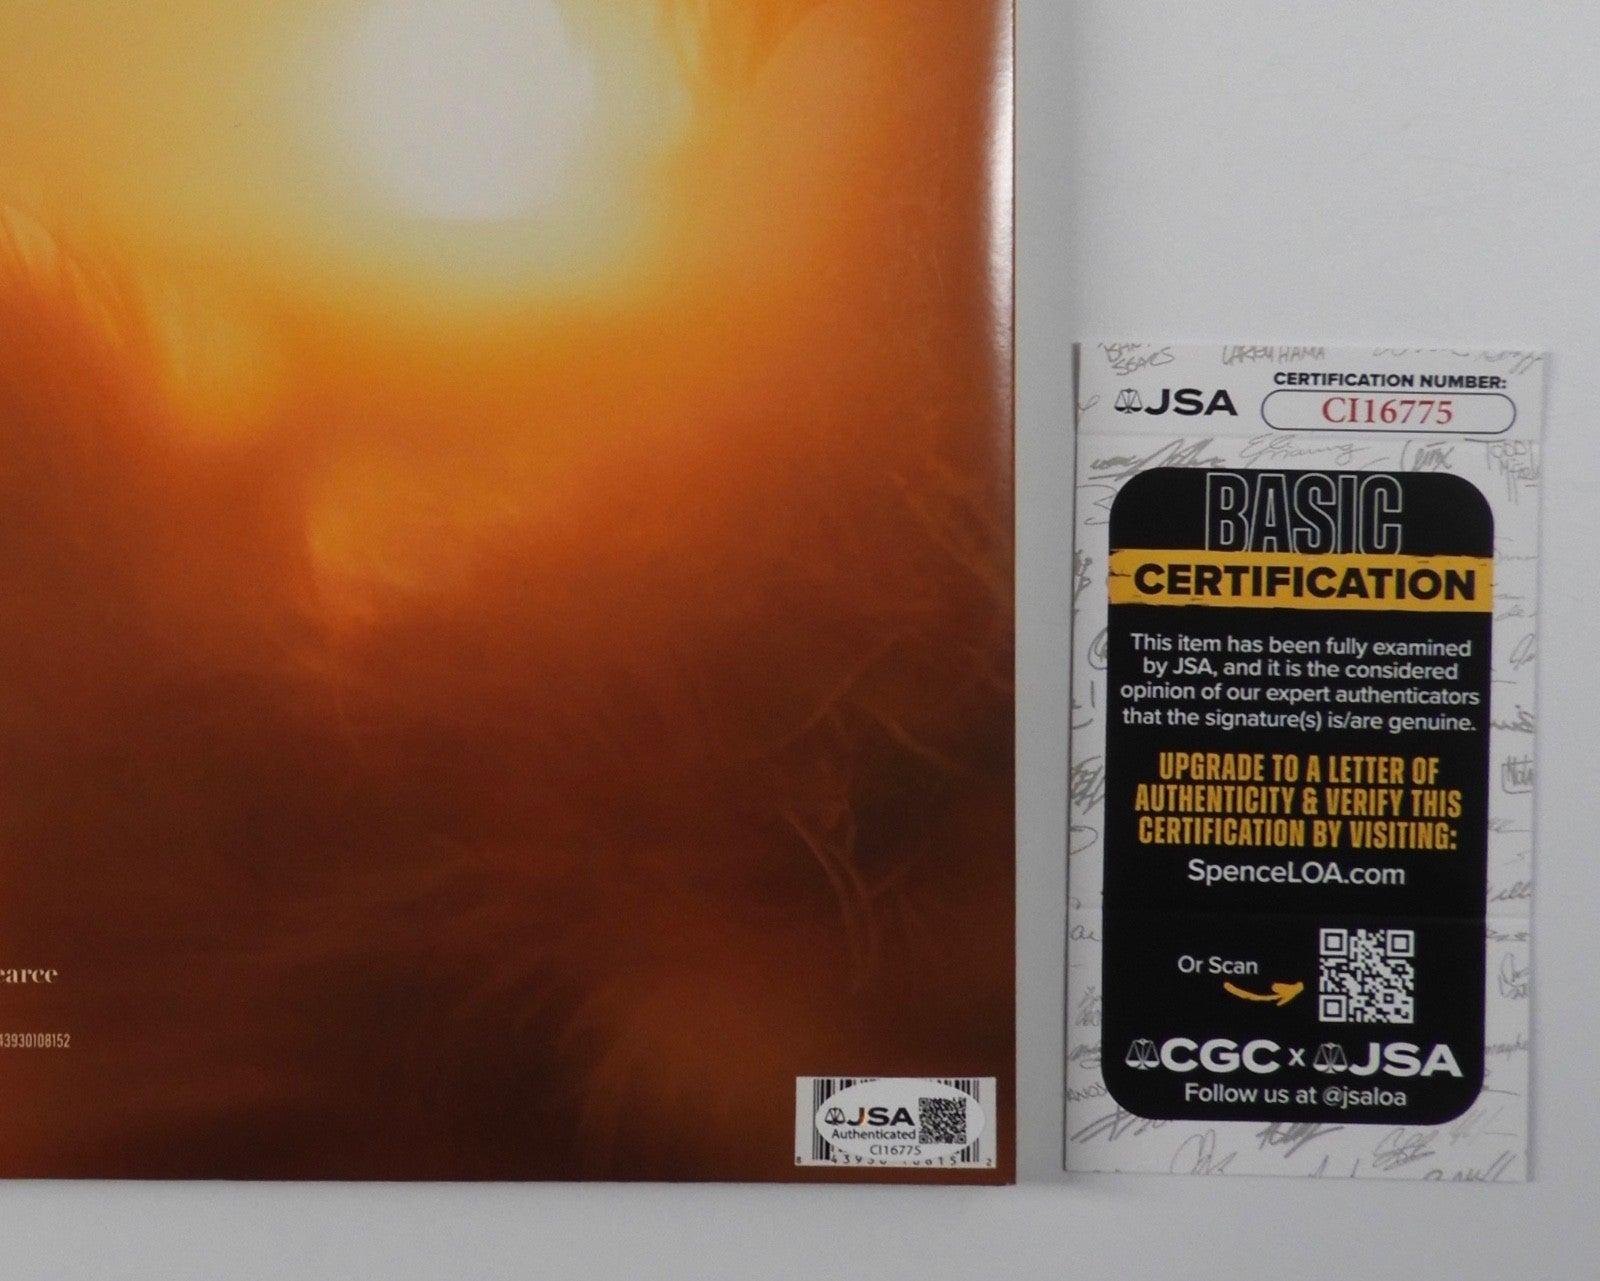 LARRY HAMA
JSA
CERTIFICATION NUMBER:
CI16775
BASIC
CERTIFICATION
This item has been fully examined
by JSA, and it is the considered
opinion of our expert authenticators
that the signature(s) is/are genuine.
UPGRADE TO A LETTER OF
AUTHENTICITY & VERIFY THIS
CERTIFICATION BY VISITING:
SpenceLOA.com
Or Scan
CGC x JSA
Follow us at @jsaloa
earce
43930108152
JSA
Authenticated
CI16775